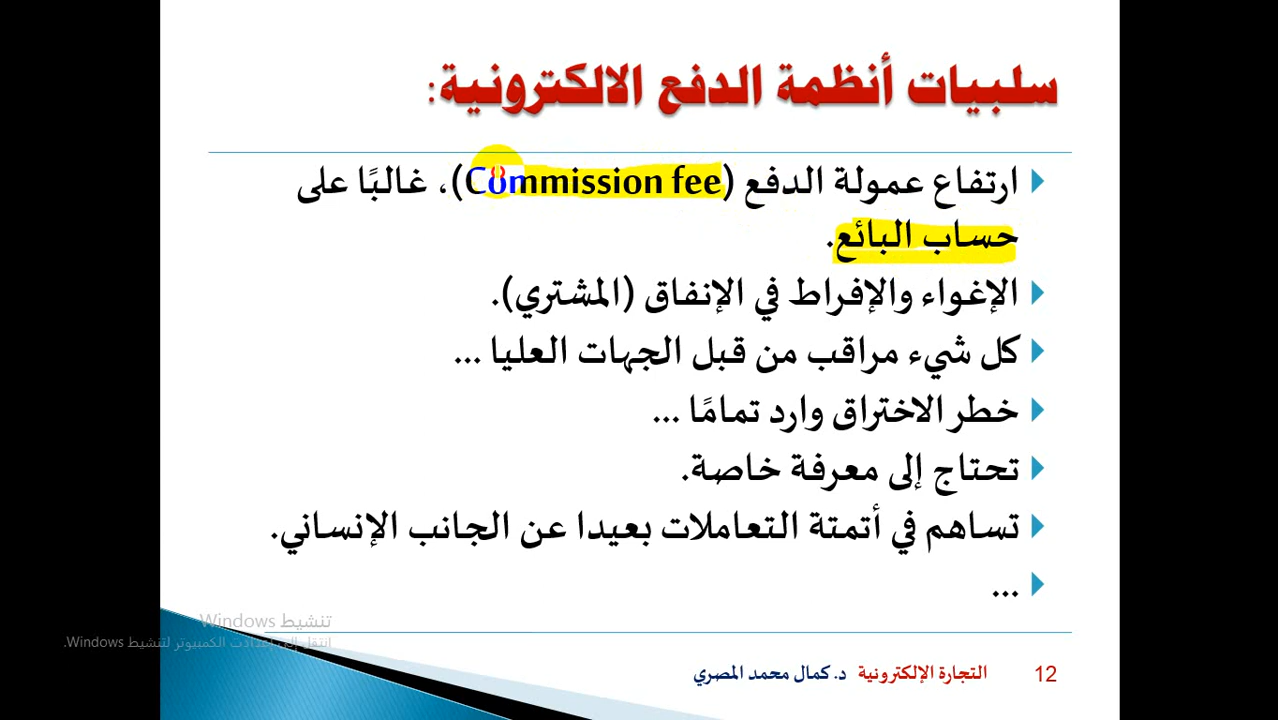 سلبيات أنظمة الدفع الالكترونية:
ارتفاع عمولة الدفع (Commission fee)، غالبًا على
حساب البائع.
الإغواء والإفراط في الإنفاق (المشتري).
كل شيء مراقب من قبل الجهات العليا ...
خطر الاختراق وارد تمامًا ...
تحتاج إلى معرفة خاصة.
تساهم في أتمتة التعاملات بعيدا عن الجانب الإنساني.
...
تنشيط Windows
انتقل إلى إعدادات الكمبيوتر لتنشيط Windows.
12 التجارة الإلكترونية د. كمال محمد المصري